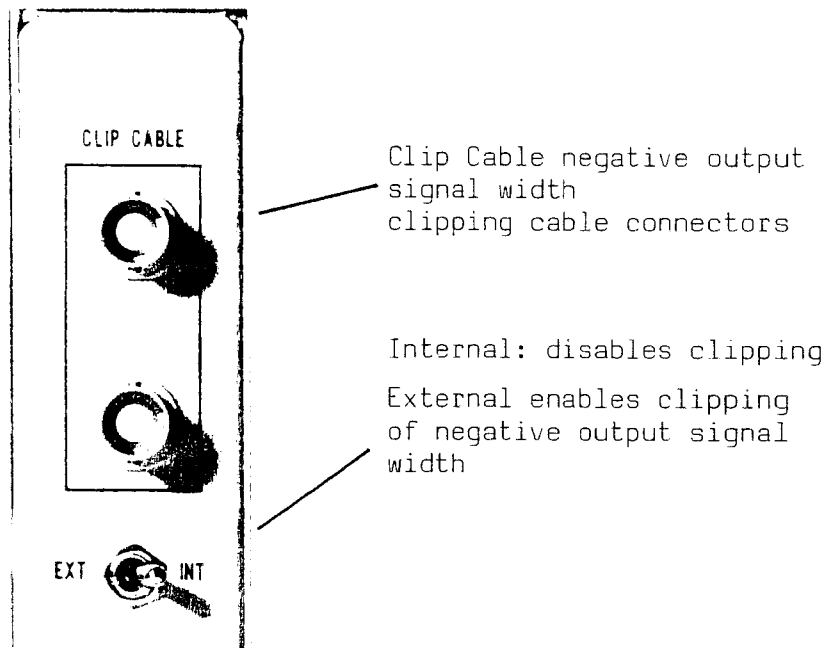 CLIP CABLE
Clip Cable negative output
signal width
clipping cable connectors
Internal: disables clipping
External enables clipping
of negative output signal
width
EXT INT